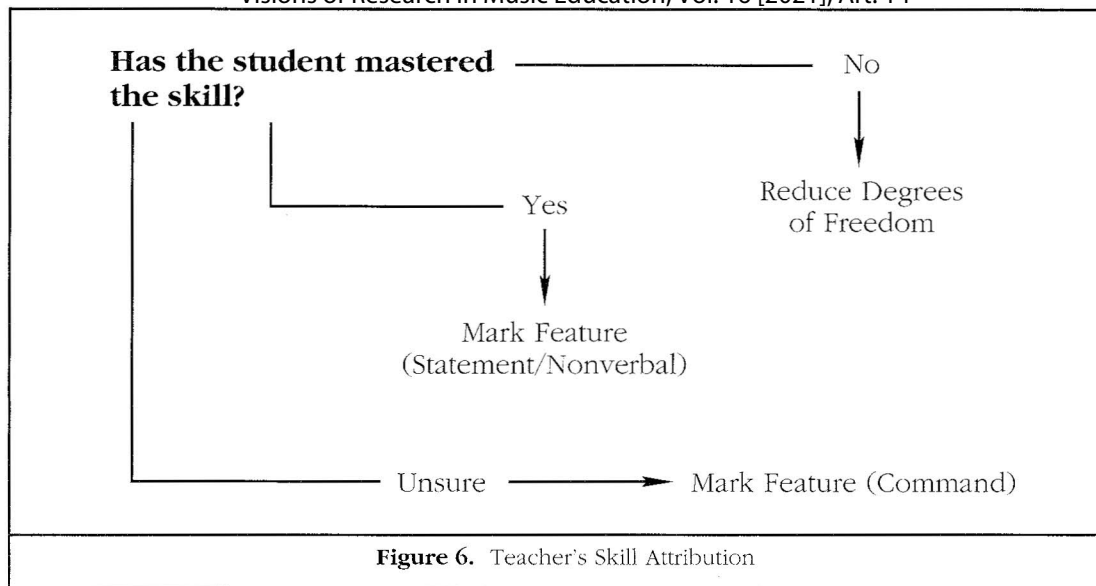 Has the student mastered
the skill?
No
Reduce Degrees
of Freedom
Yes
Mark Feature
(Statement/Nonverbal)
Unsure
Mark Feature (Command)
Figure 6. Teacher's Skill Attribution